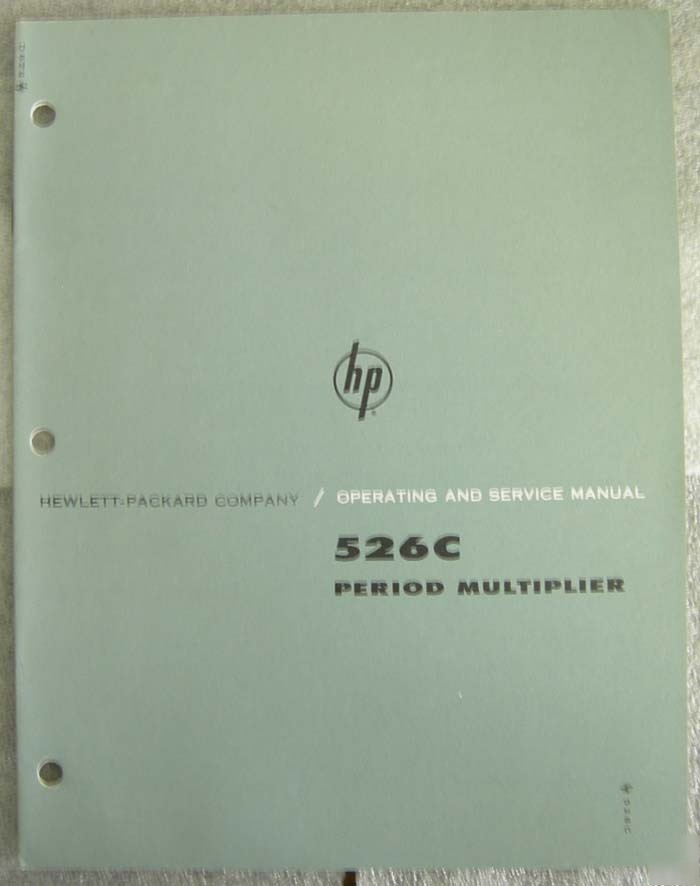 hp
HEWLETT-PACKARD COMPANY / OPERATING AND SERVICE MANUAL
526C
PERIOD MULTIPLIER